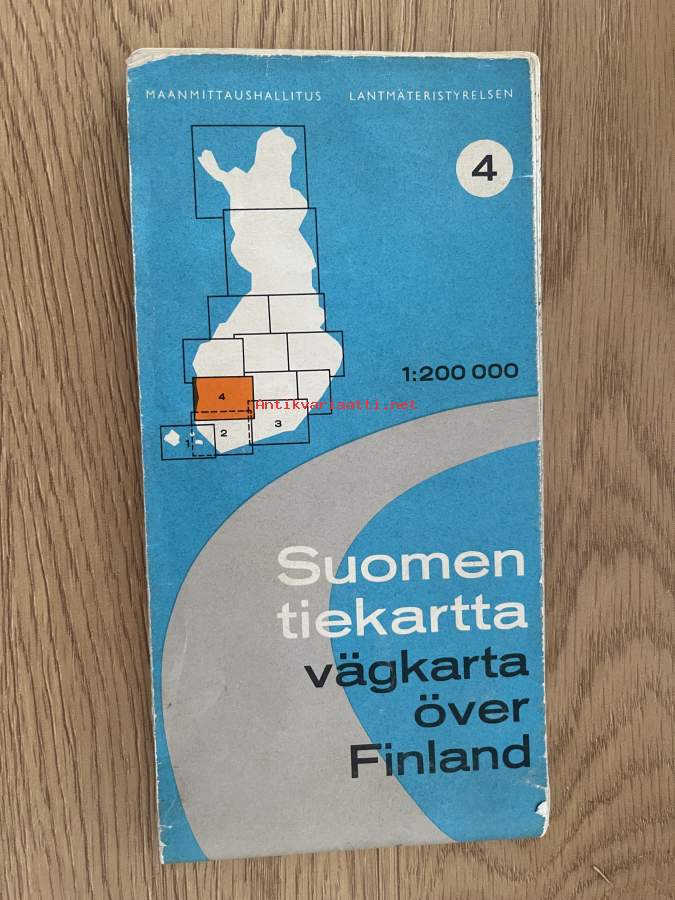 MAANMITTAUSHALLITUS LANTMÄTERISTYRELSEN
4
1:200 000
4
Antikvariaatti.net
1 2 3
Suomen
tiekartta
vägkarta
över
Finland